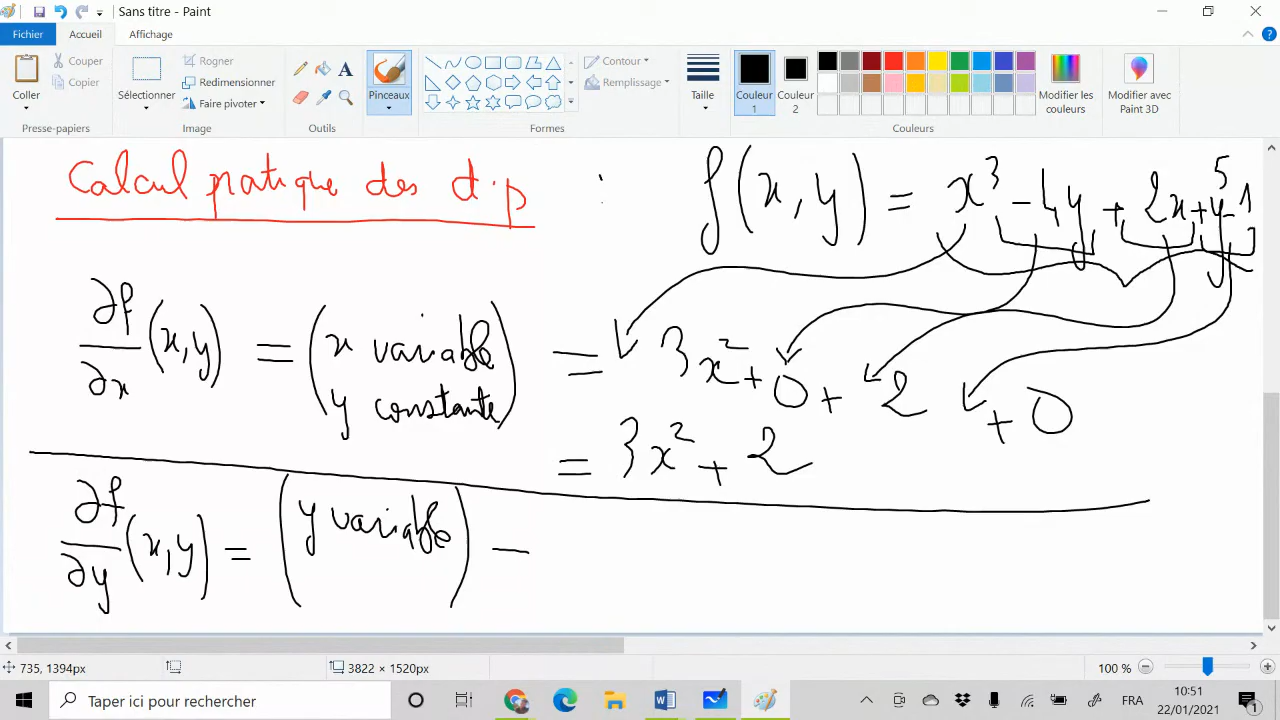 Sans titre - Paint
Fichier Accueil Affichage
Coller
Couper
Copier
Presse-papiers
Sélectionner
Rogner
Redimensionner
Faire pivoter
Image
A
Pinceaux
Outils
Contour
Remplissage
Formes
Taille
Couleur 1
Couleur 2
Modifier les couleurs
Couleurs
Modifier avec Paint 3D
Calcul pratique des d.p : f(x,y) = x³ - 4y + 2x + y⁵ - 1
∂f/∂x (x,y) = (x variable y constante) = 3x² + 0 + 2 + 0
= 3x² + 2
∂f/∂y (x,y) = (y variable ) —
735, 1394px 3822 × 1520px 100 %
Taper ici pour rechercher
FRA 10:51
22/01/2021
1